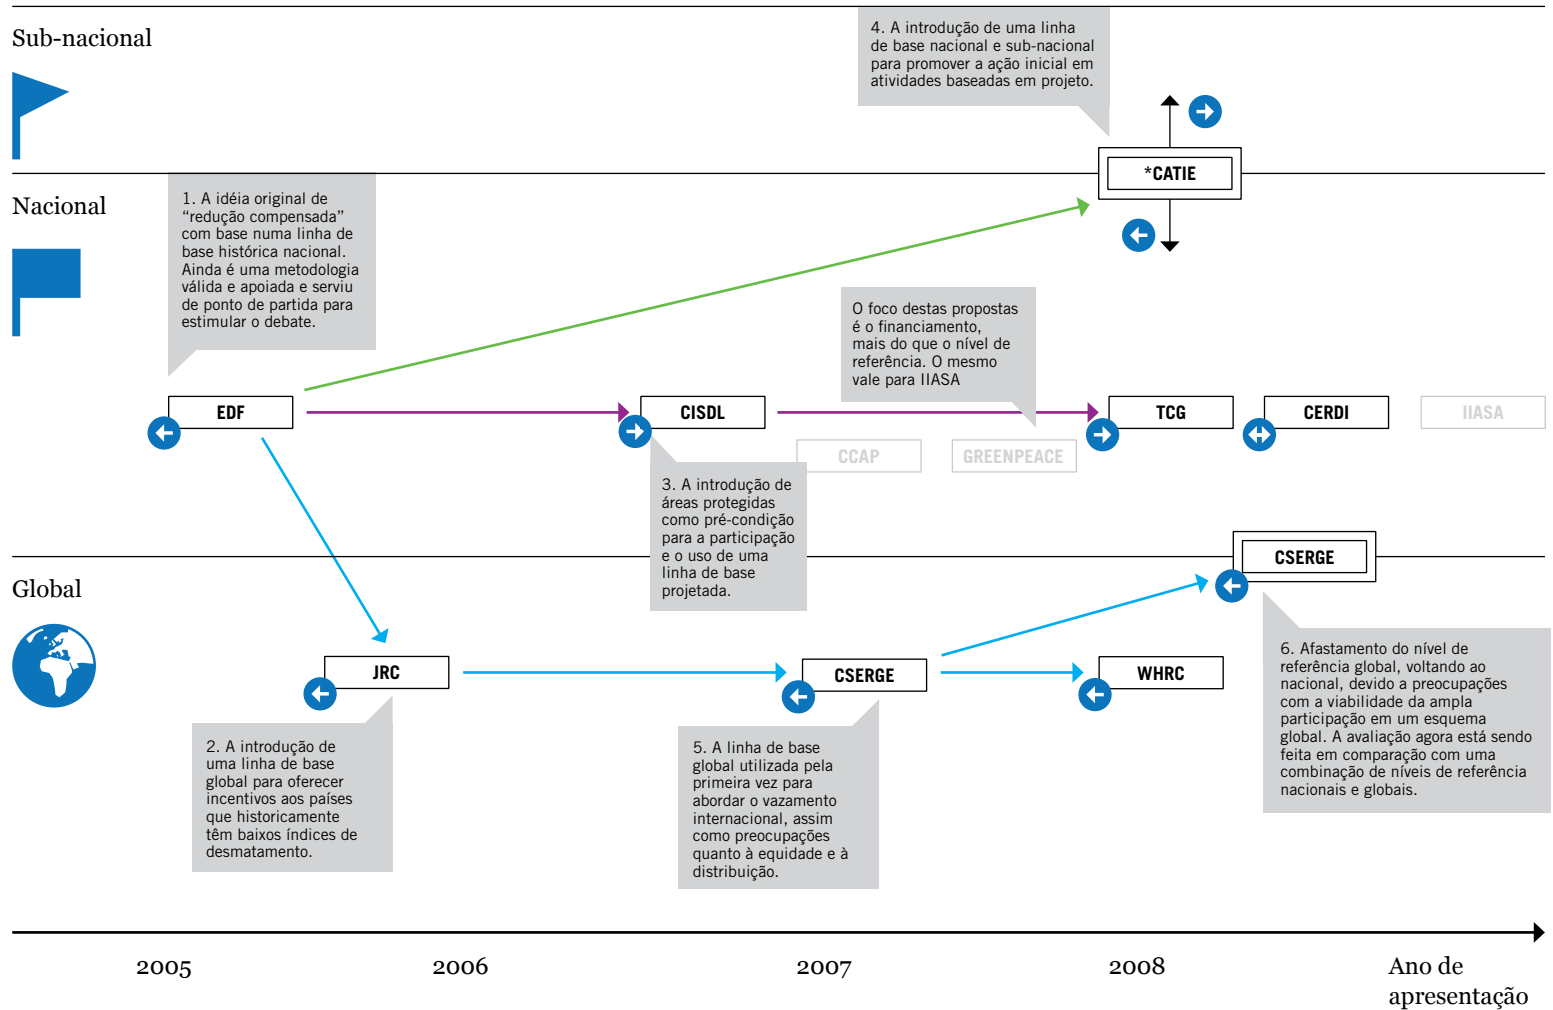 Sub-nacional
4. A introdução de uma linha
de base nacional e sub-nacional
para promover a ação inicial em
atividades baseadas em projeto.
*CATIE
Nacional
1. A idéia original de
“redução compensada”
com base numa linha de
base histórica nacional.
Ainda é uma metodologia
válida e apoiada e serviu
de ponto de partida para
estimular o debate.
O foco destas propostas
é o financiamento,
mais do que o nível de
referência. O mesmo
vale para IIASA
EDF
CISDL
TCG
CERDI
IIASA
CCAP
GREENPEACE
3. A introdução de
áreas protegidas
como pré-condição
para a participação
e o uso de uma
linha de base
projetada.
CSERGE
Global
JRC
CSERGE
WHRC
2. A introdução de
uma linha de base
global para oferecer
incentivos aos países
que historicamente
têm baixos índices de
desmatamento.
5. A linha de base
global utilizada pela
primeira vez para
abordar o vazamento
internacional, assim
como preocupações
quanto à equidade e à
distribuição.
6. Afastamento do nível de
referência global, voltando ao
nacional, devido a preocupações
com a viabilidade da ampla
participação em um esquema
global. A avaliação agora está sendo
feita em comparação com uma
combinação de níveis de referência
nacionais e globais.
2005
2006
2007
2008
Ano de
apresentação